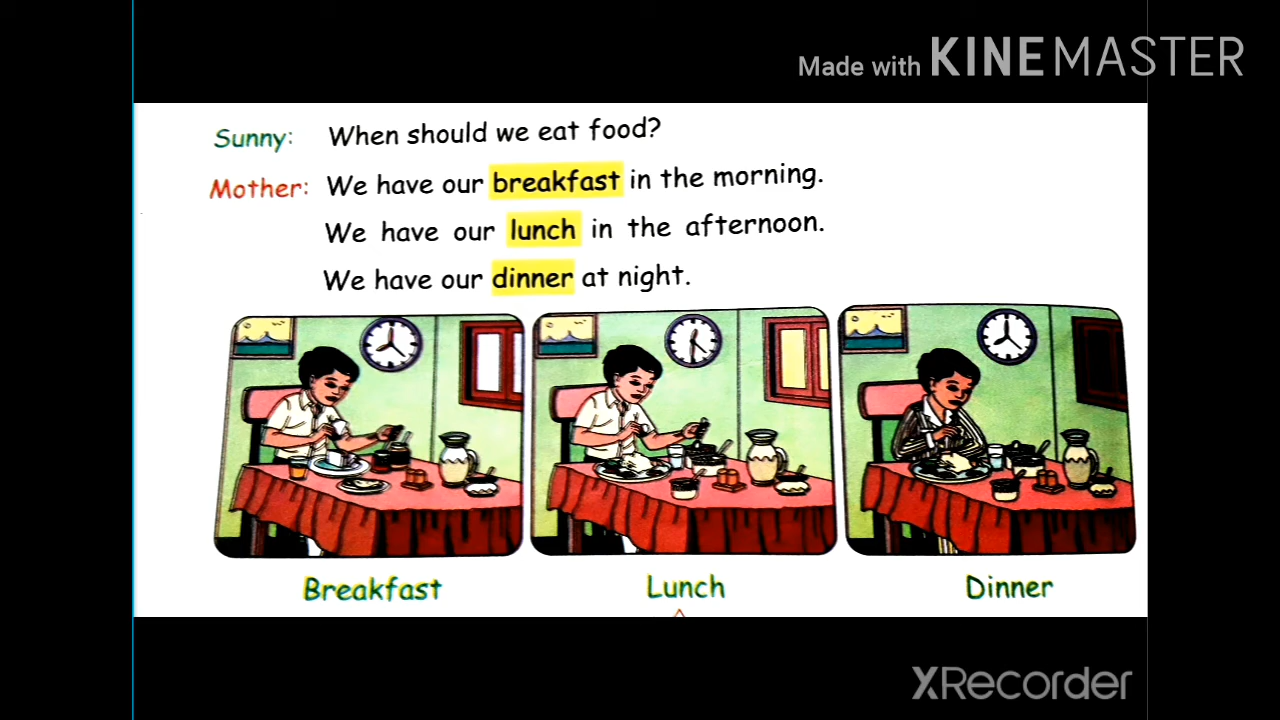 Made with KINEMASTER
Sunny: When should we eat food?
Mother: We have our breakfast in the morning.
We have our lunch in the afternoon.
We have our dinner at night.
Breakfast Lunch Dinner
XRecorder